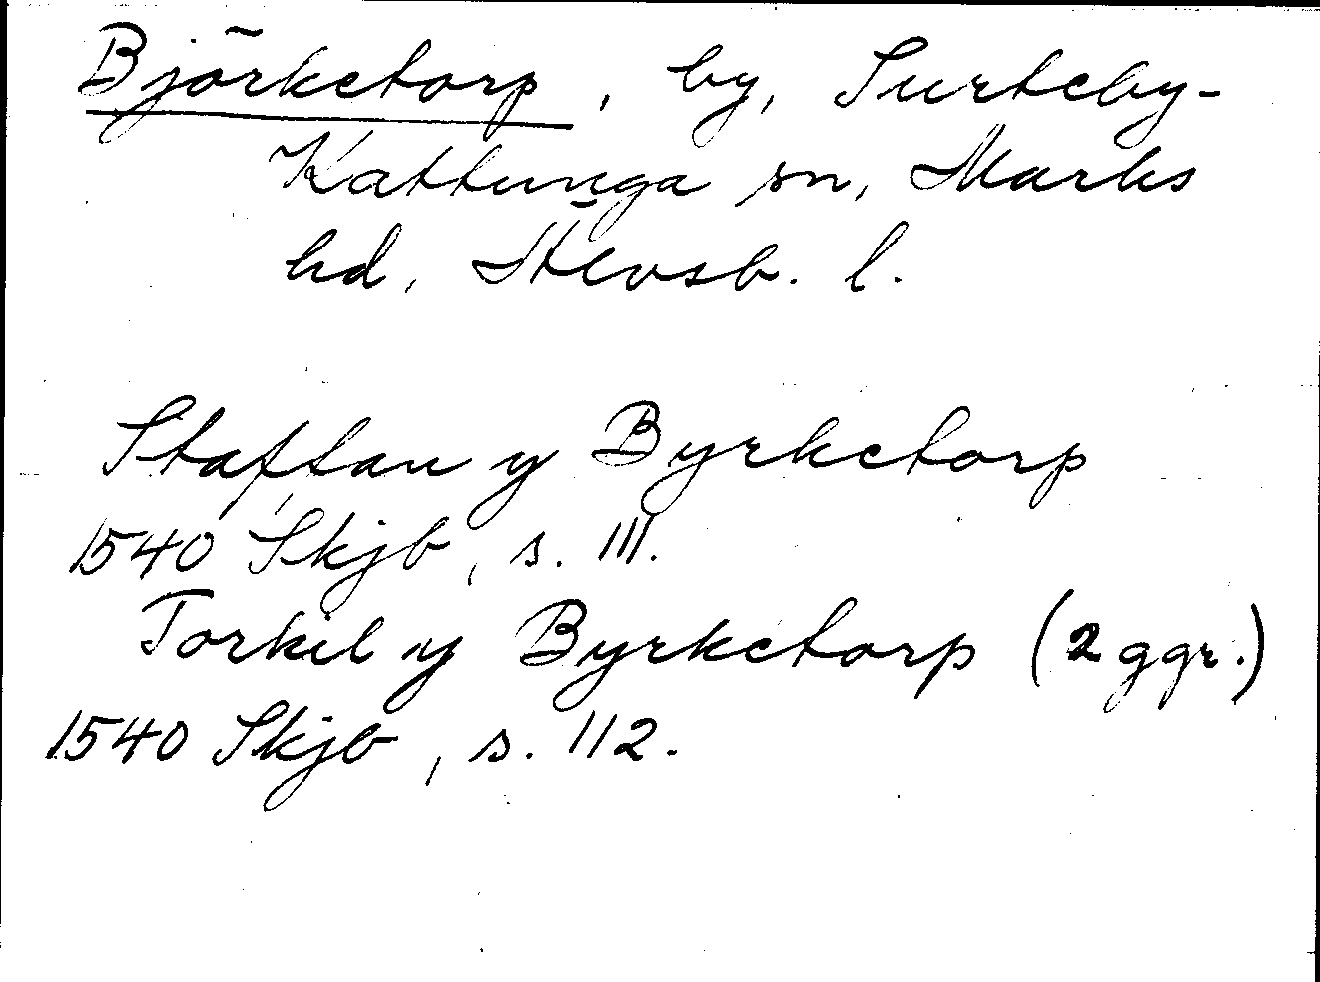 Björketorp, by, Surteby-
Kattunga sn, Marks
hd, Älvsb. l.
Staffan y Byrketorp
1540 Skjb, s. 111.
Torkil y Byrketorp (2 ggr.)
1540 Skjb, s. 112.